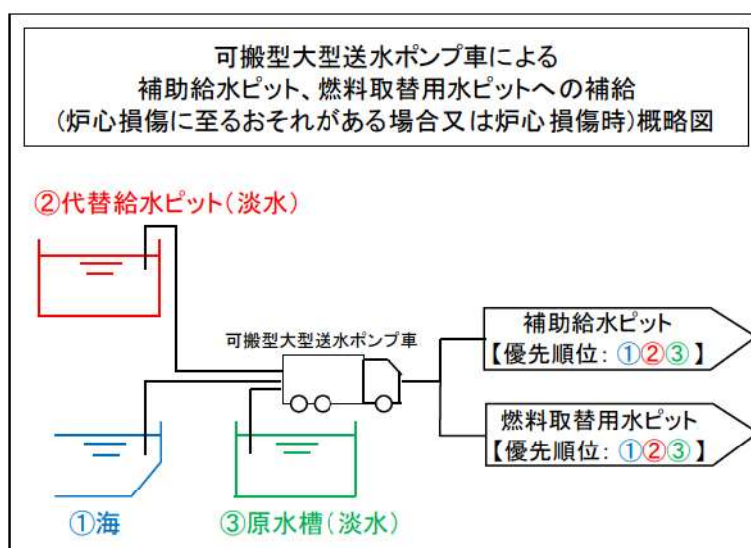 可搬型大型送水ポンプ車による
補助給水ピット、燃料取替用水ピットへの補給
(炉心損傷に至るおそれがある場合又は炉心損傷時)概略図
②代替給水ピット(淡水)
可搬型大型送水ポンプ車
補助給水ピット
【優先順位: ①②③】
燃料取替用水ピット
【優先順位: ①②③】
①海
③原水槽(淡水)